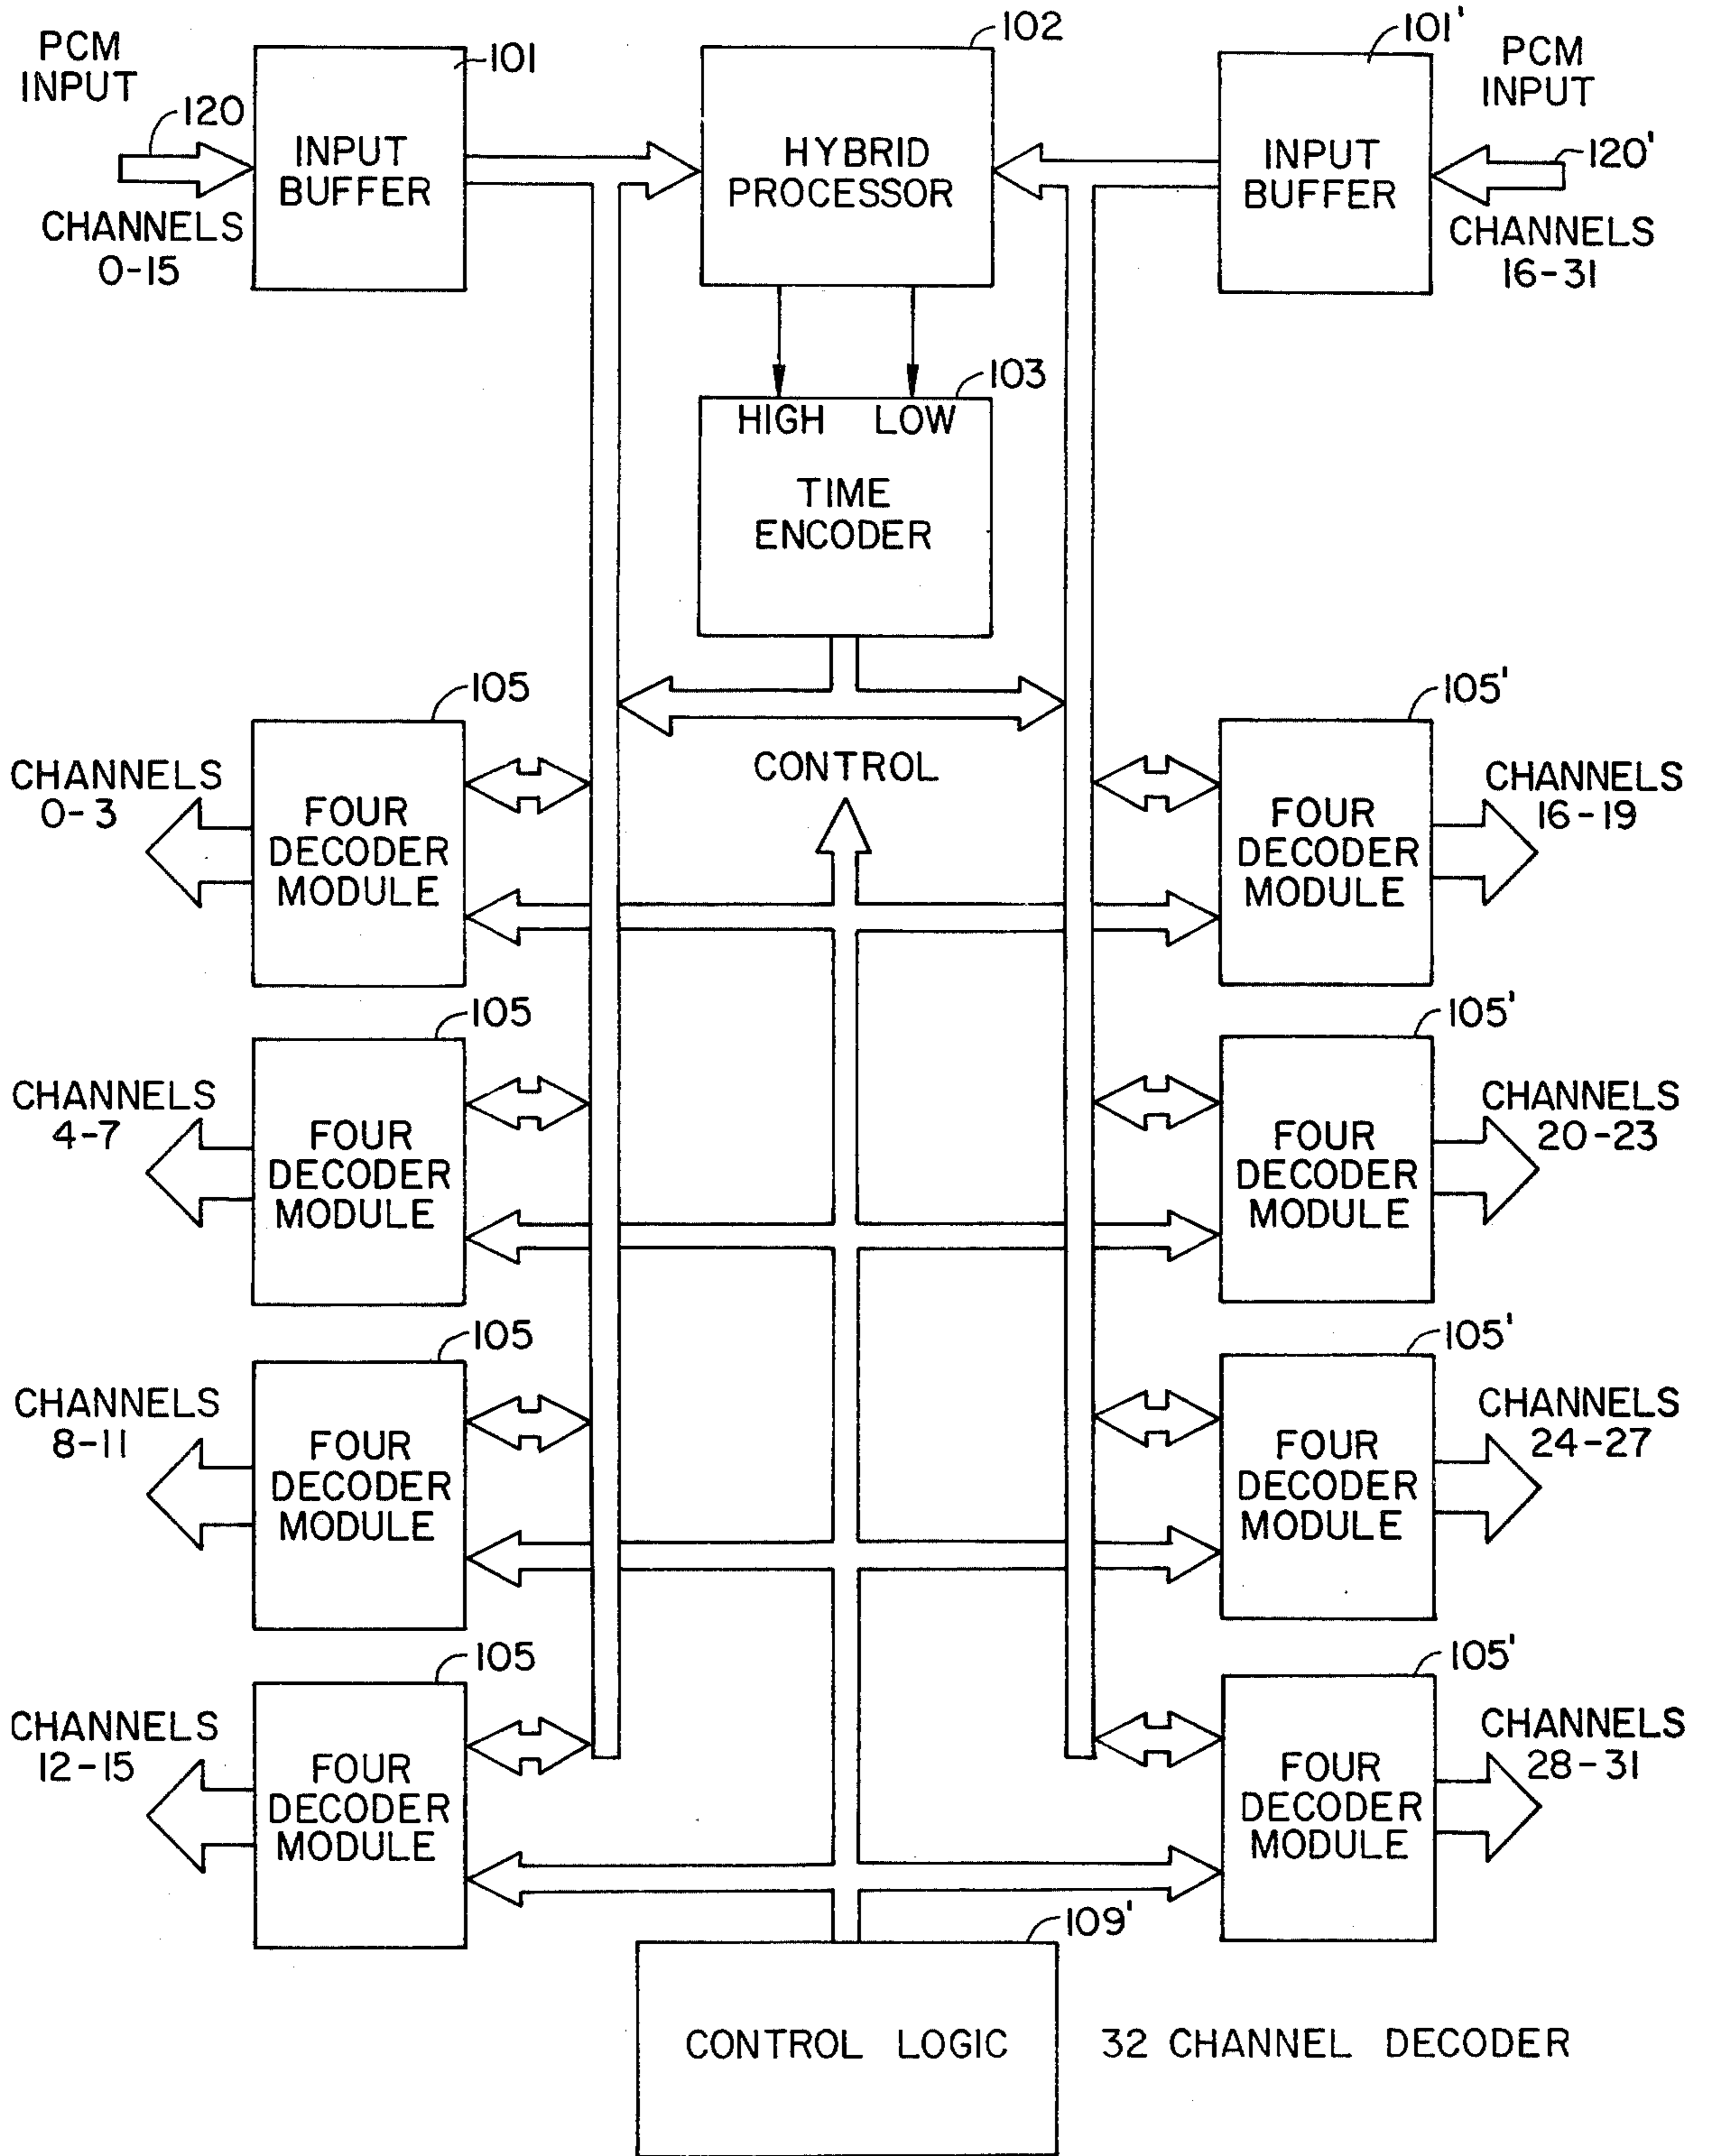 PCM
INPUT
120
CHANNELS
0-15
101
INPUT
BUFFER
102
HYBRID
PROCESSOR
101'
INPUT
BUFFER
PCM
INPUT
120'
CHANNELS
16-31
103
HIGH LOW
TIME
ENCODER
CONTROL
105
CHANNELS
0-3
FOUR
DECODER
MODULE
105'
FOUR
DECODER
MODULE
CHANNELS
16-19
105
CHANNELS
4-7
FOUR
DECODER
MODULE
105'
FOUR
DECODER
MODULE
CHANNELS
20-23
105
CHANNELS
8-11
FOUR
DECODER
MODULE
105'
FOUR
DECODER
MODULE
CHANNELS
24-27
105
CHANNELS
12-15
FOUR
DECODER
MODULE
105'
FOUR
DECODER
MODULE
CHANNELS
28-31
109'
CONTROL LOGIC
32 CHANNEL DECODER